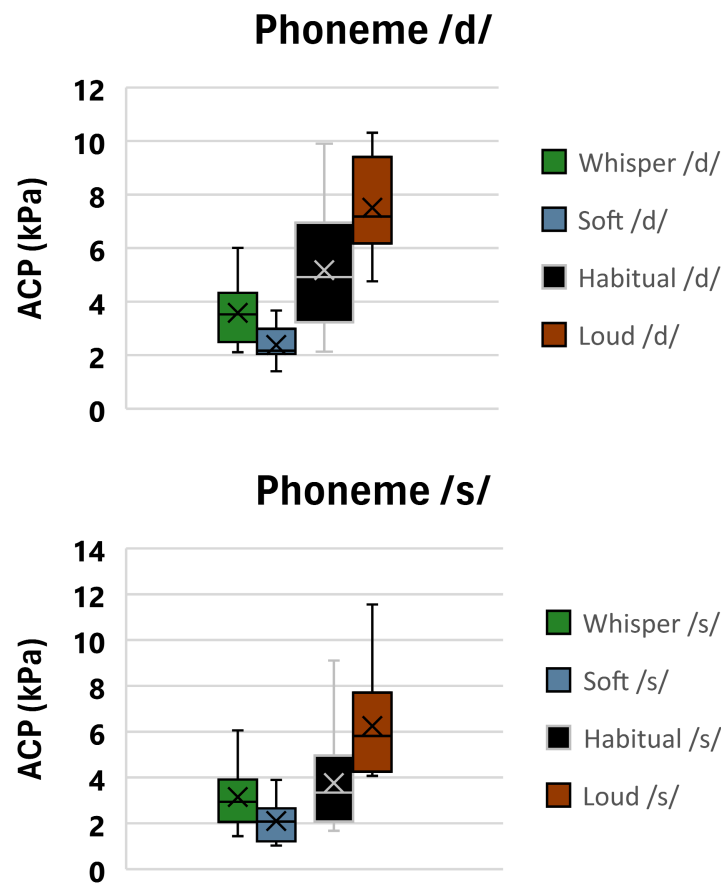 Phoneme /d/
12
10
8
6
4
2
0
ACP (kPa)
Whisper /d/
Soft /d/
Habitual /d/
Loud /d/
Phoneme /s/
14
12
10
8
6
4
2
0
ACP (kPa)
Whisper /s/
Soft /s/
Habitual /s/
Loud /s/